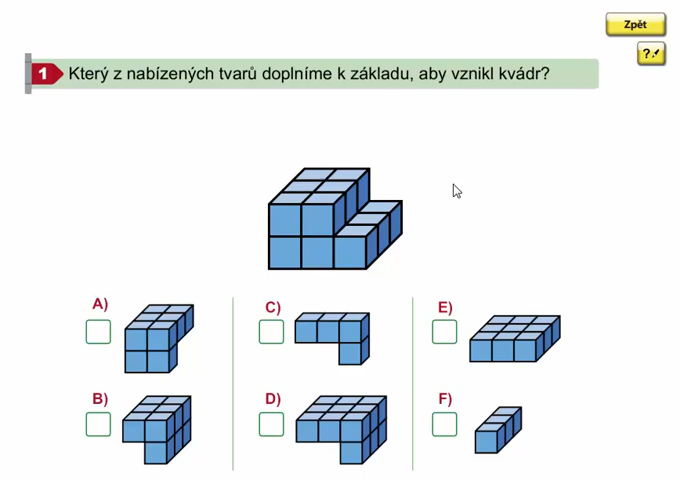 Zpět
?
1 Který z nabízených tvarů doplníme k základu, aby vznikl kvádr?
A)
C)
E)
B)
D)
F)